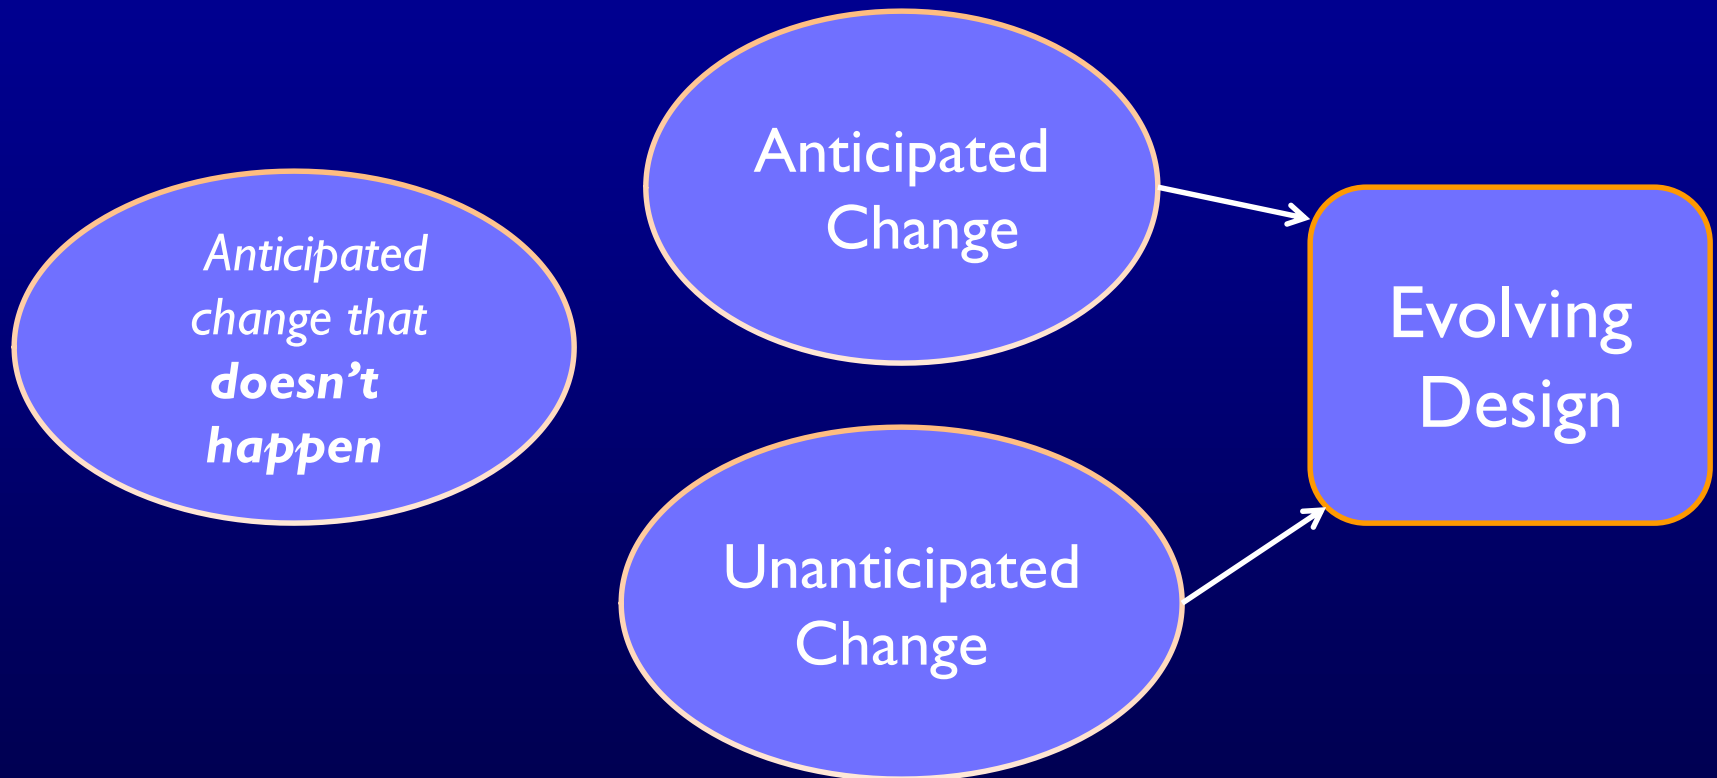 Anticipated
change that
doesn’t
happen
Anticipated
Change
Unanticipated
Change
Evolving
Design